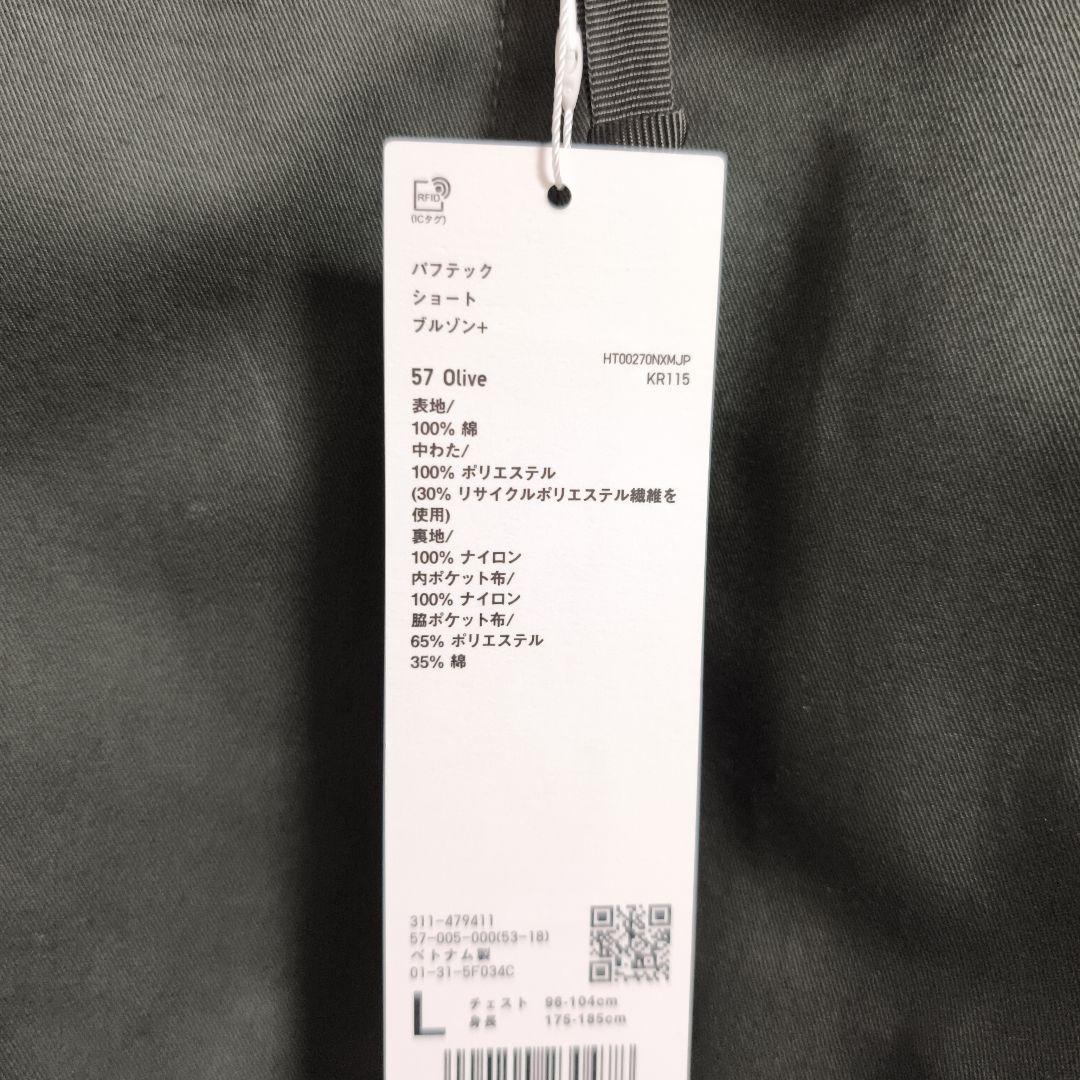 RFID
(ICタグ)
パフテック
ショート
ブルゾン+
HT00270NXMJP
57 Olive
KR115
表地/
100% 綿
中わた/
100% ポリエステル
(30% リサイクルポリエステル繊維を
使用)
裏地/
100% ナイロン
内ポケット布/
100% ナイロン
脇ポケット布/
65% ポリエステル
35% 綿
311-479411
57-005-000(53-18)
ベトナム製
01-31-5F034C
L チェスト 96-104cm
身長 175-185cm